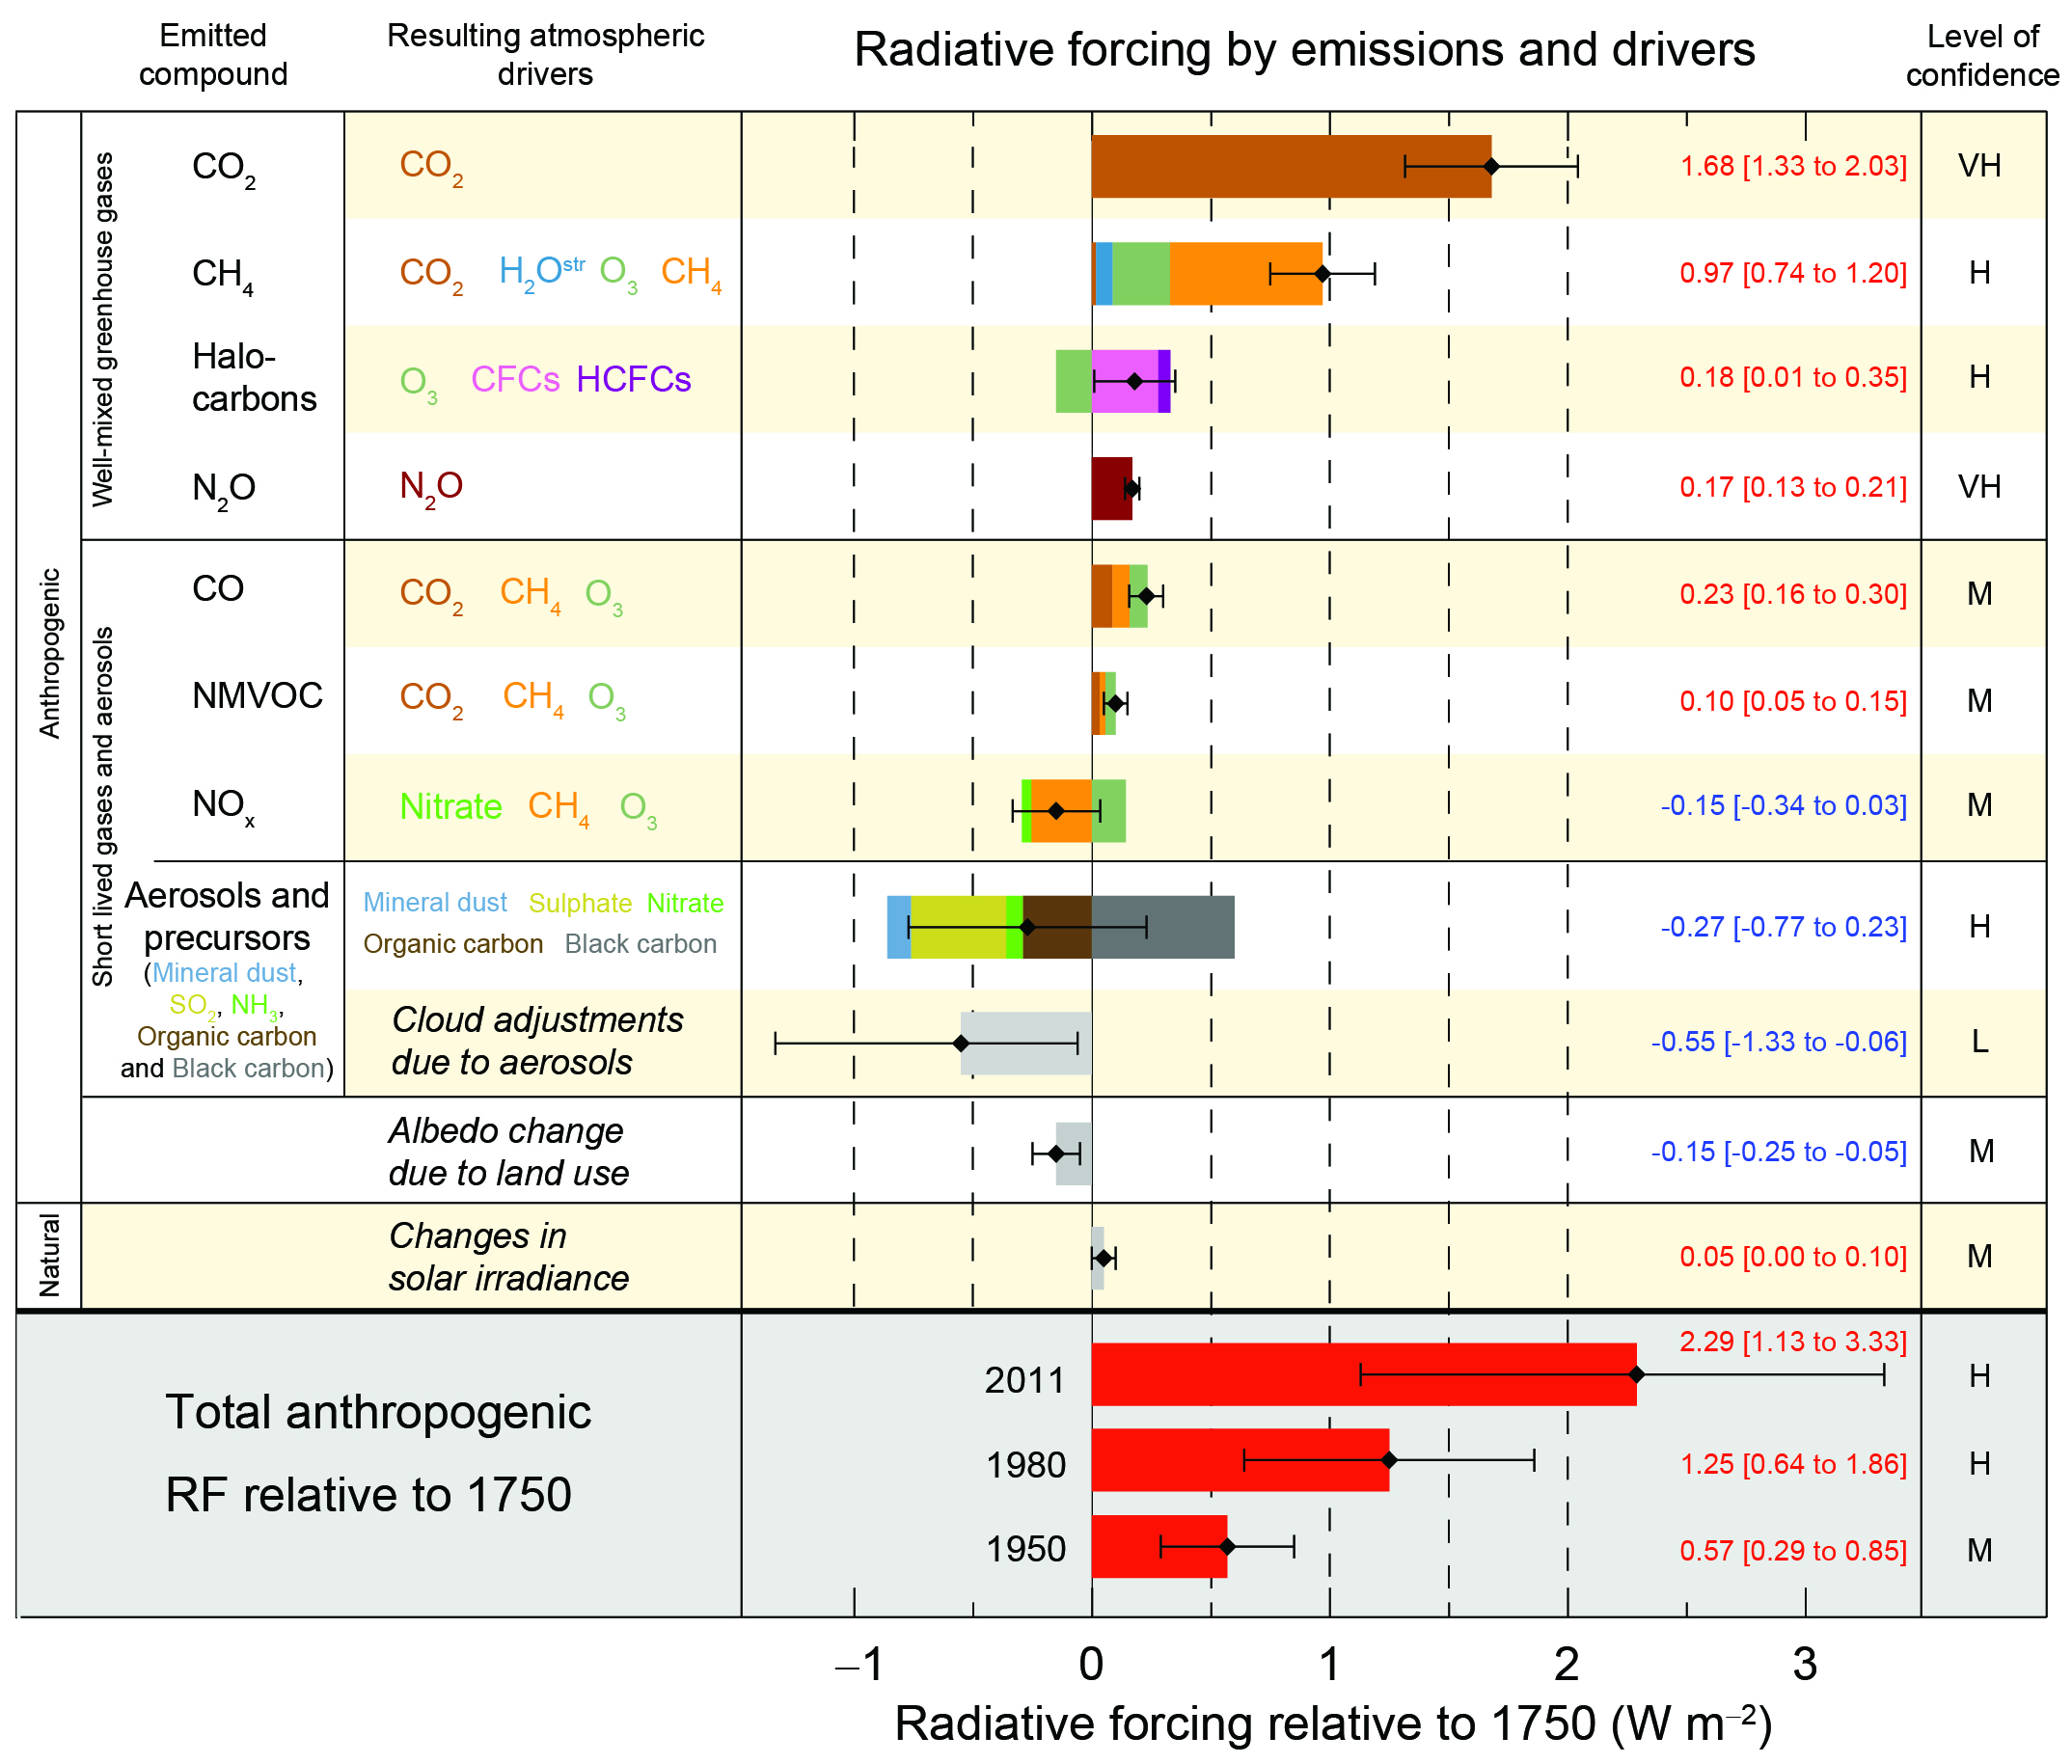 Emitted
compound
Resulting atmospheric
drivers
Radiative forcing by emissions and drivers
Level of
confidence
Anthropogenic
Well-mixed greenhouse gases
CO₂
CO₂
1.68 [1.33 to 2.03]
VH
CH₄
CO₂ H₂Oˢᵗʳ O₃ CH₄
0.97 [0.74 to 1.20]
H
Halo-
carbons
O₃ CFCs HCFCs
0.18 [0.01 to 0.35]
H
N₂O
N₂O
0.17 [0.13 to 0.21]
VH
Short lived gases and aerosols
CO
CO₂ CH₄ O₃
0.23 [0.16 to 0.30]
M
NMVOC
CO₂ CH₄ O₃
0.10 [0.05 to 0.15]
M
NOₓ
Nitrate CH₄ O₃
-0.15 [-0.34 to 0.03]
M
Aerosols and
precursors
(Mineral dust,
SO₂, NH₃,
Organic carbon
and Black carbon)
Mineral dust Sulphate Nitrate
Organic carbon Black carbon
-0.27 [-0.77 to 0.23]
H
Cloud adjustments
due to aerosols
-0.55 [-1.33 to -0.06]
L
Albedo change
due to land use
-0.15 [-0.25 to -0.05]
M
Natural
Changes in
solar irradiance
0.05 [0.00 to 0.10]
M
Total anthropogenic
RF relative to 1750
2011
2.29 [1.13 to 3.33]
H
1980
1.25 [0.64 to 1.86]
H
1950
0.57 [0.29 to 0.85]
M
–1 0 1 2 3
Radiative forcing relative to 1750 (W m⁻²)